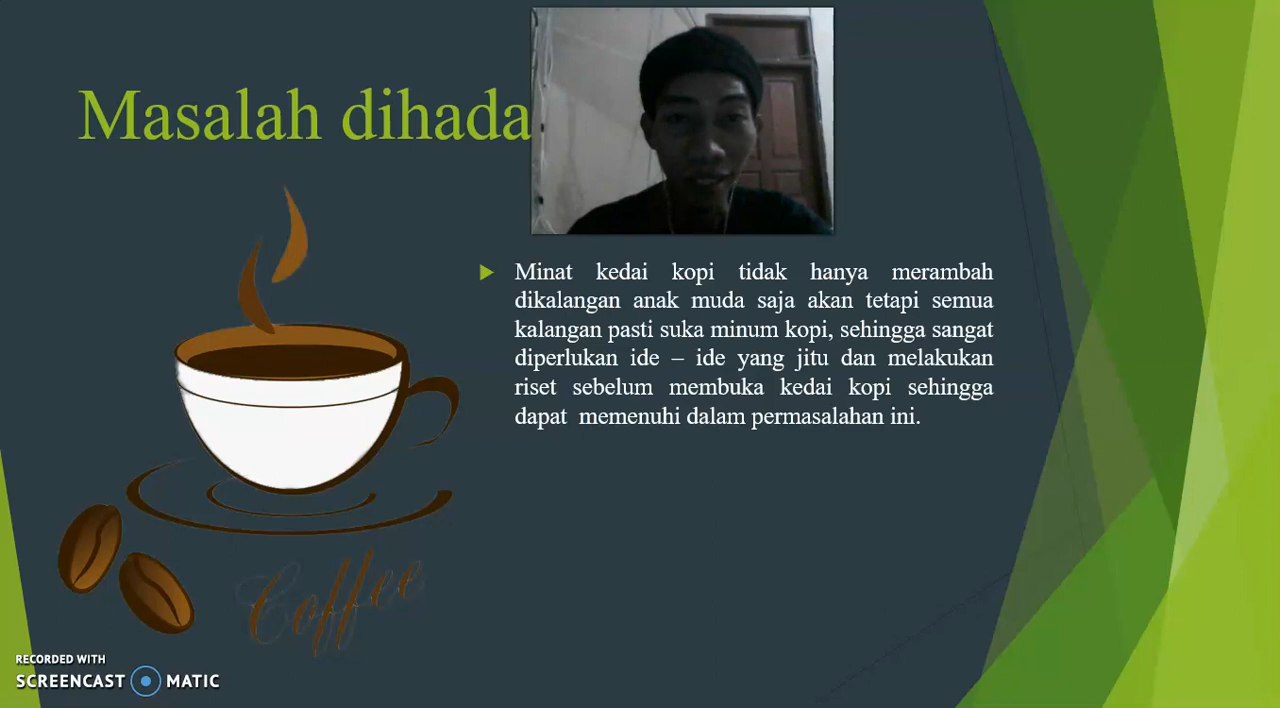 Masalah dihada
Minat kedai kopi tidak hanya merambah
dikalangan anak muda saja akan tetapi semua
kalangan pasti suka minum kopi, sehingga sangat
diperlukan ide – ide yang jitu dan melakukan
riset sebelum membuka kedai kopi sehingga
dapat memenuhi dalam permasalahan ini.
Coffee
RECORDED WITH
SCREENCAST MATIC